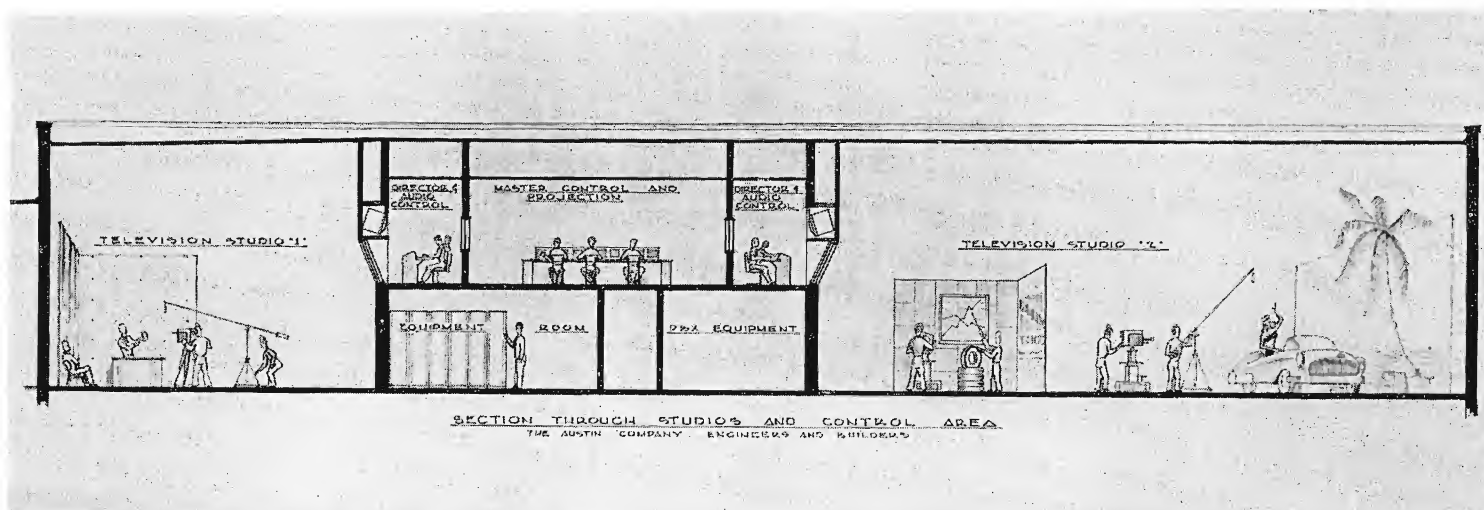 DIRECTOR &
AUDIO
CONTROL
MASTER CONTROL AND
PROJECTION
DIRECTOR &
AUDIO
CONTROL
TELEVISION STUDIO "1"
TELEVISION STUDIO "2"
EQUIPMENT ROOM
PBX EQUIPMENT
SECTION THROUGH STUDIOS AND CONTROL AREA
THE AUSTIN COMPANY ENGINEERS AND BUILDERS